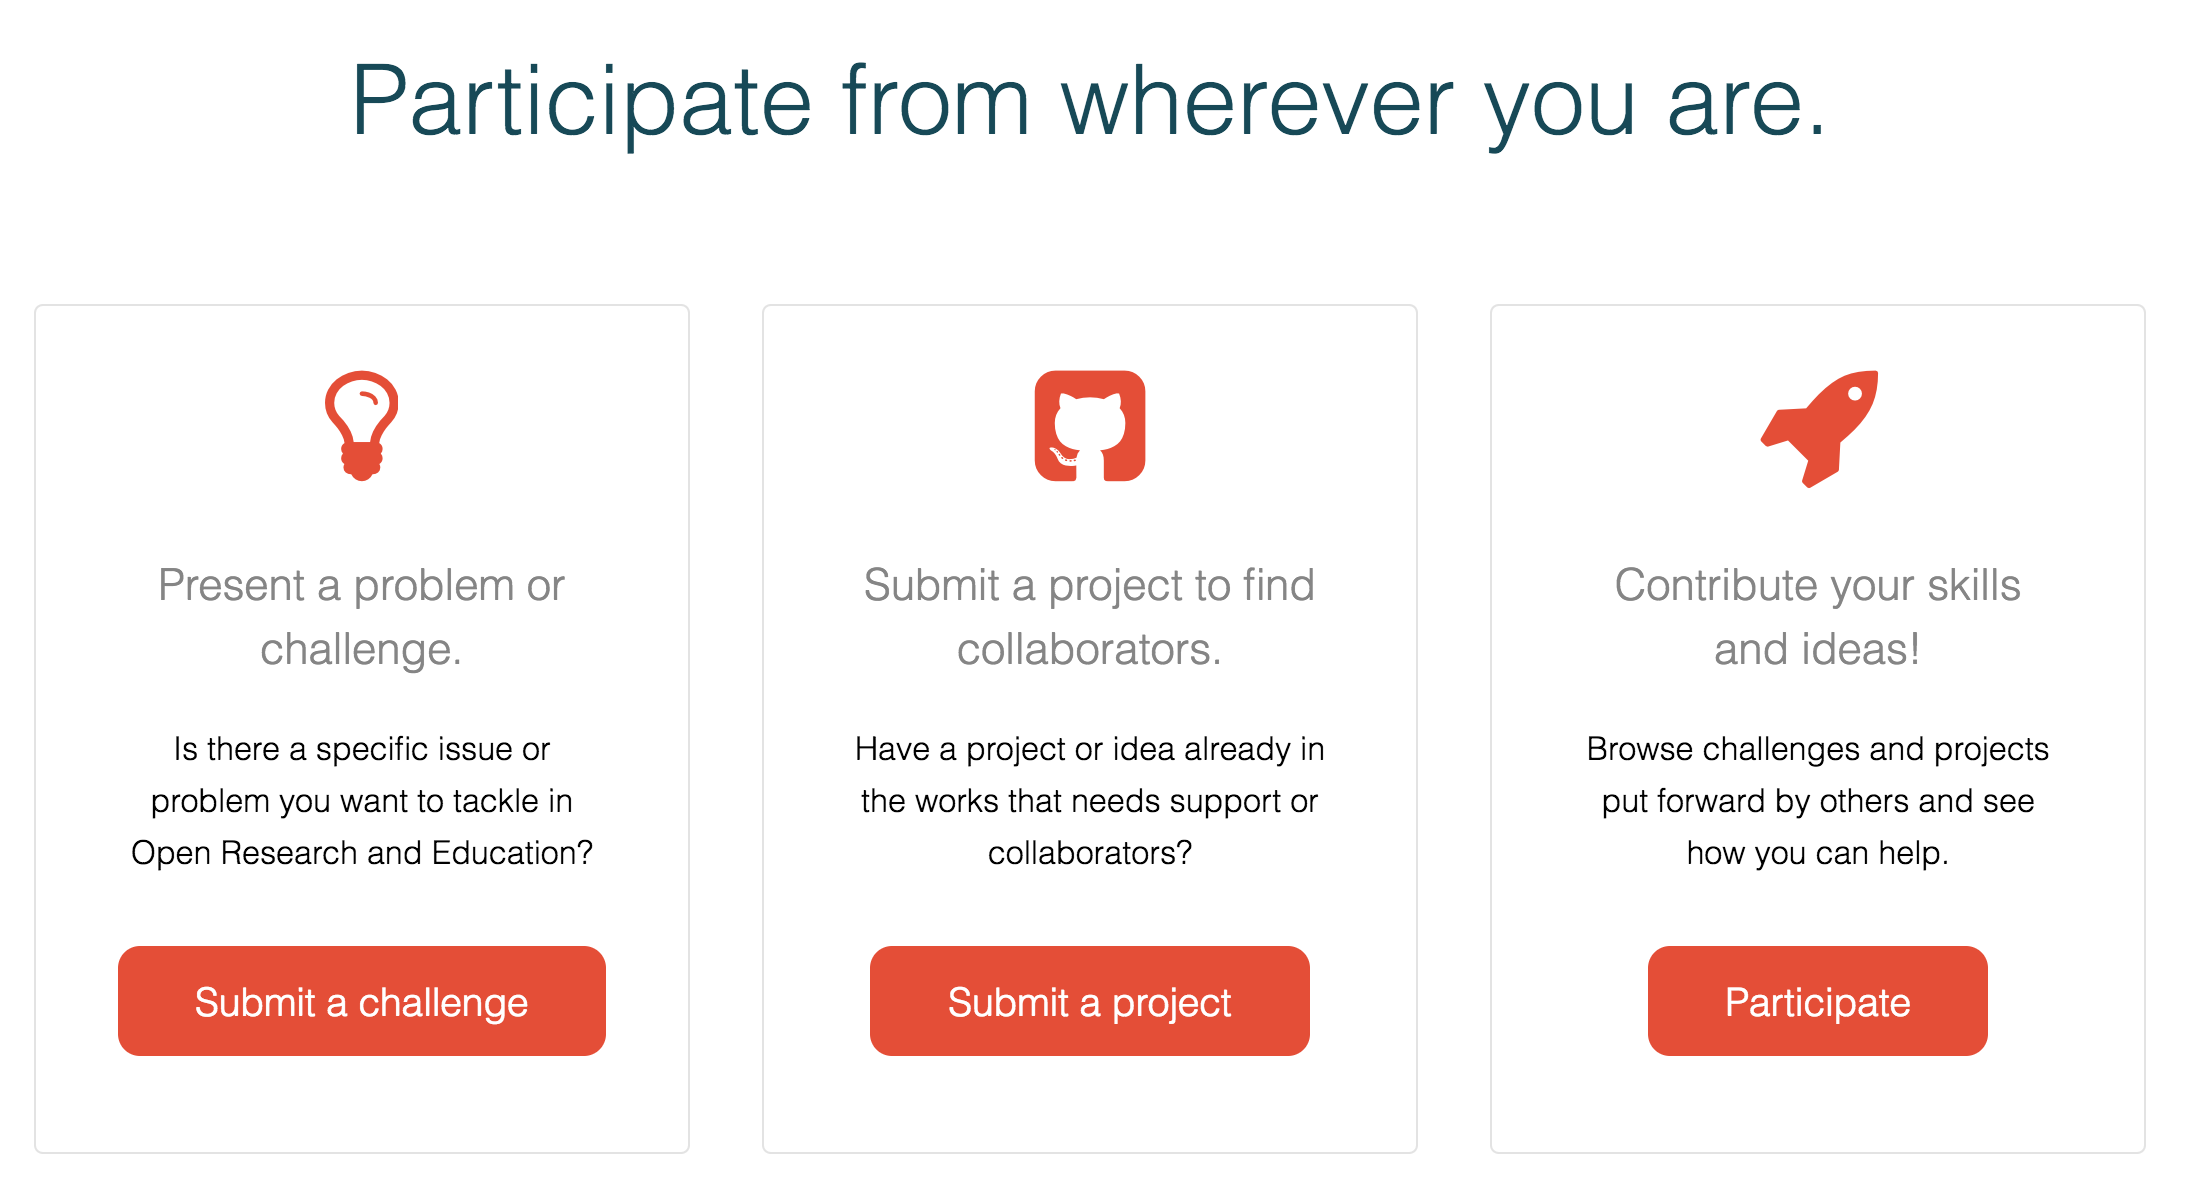 Participate from wherever you are.
Present a problem or
challenge.
Is there a specific issue or
problem you want to tackle in
Open Research and Education?
Submit a challenge
Submit a project to find
collaborators.
Have a project or idea already in
the works that needs support or
collaborators?
Submit a project
Contribute your skills
and ideas!
Browse challenges and projects
put forward by others and see
how you can help.
Participate